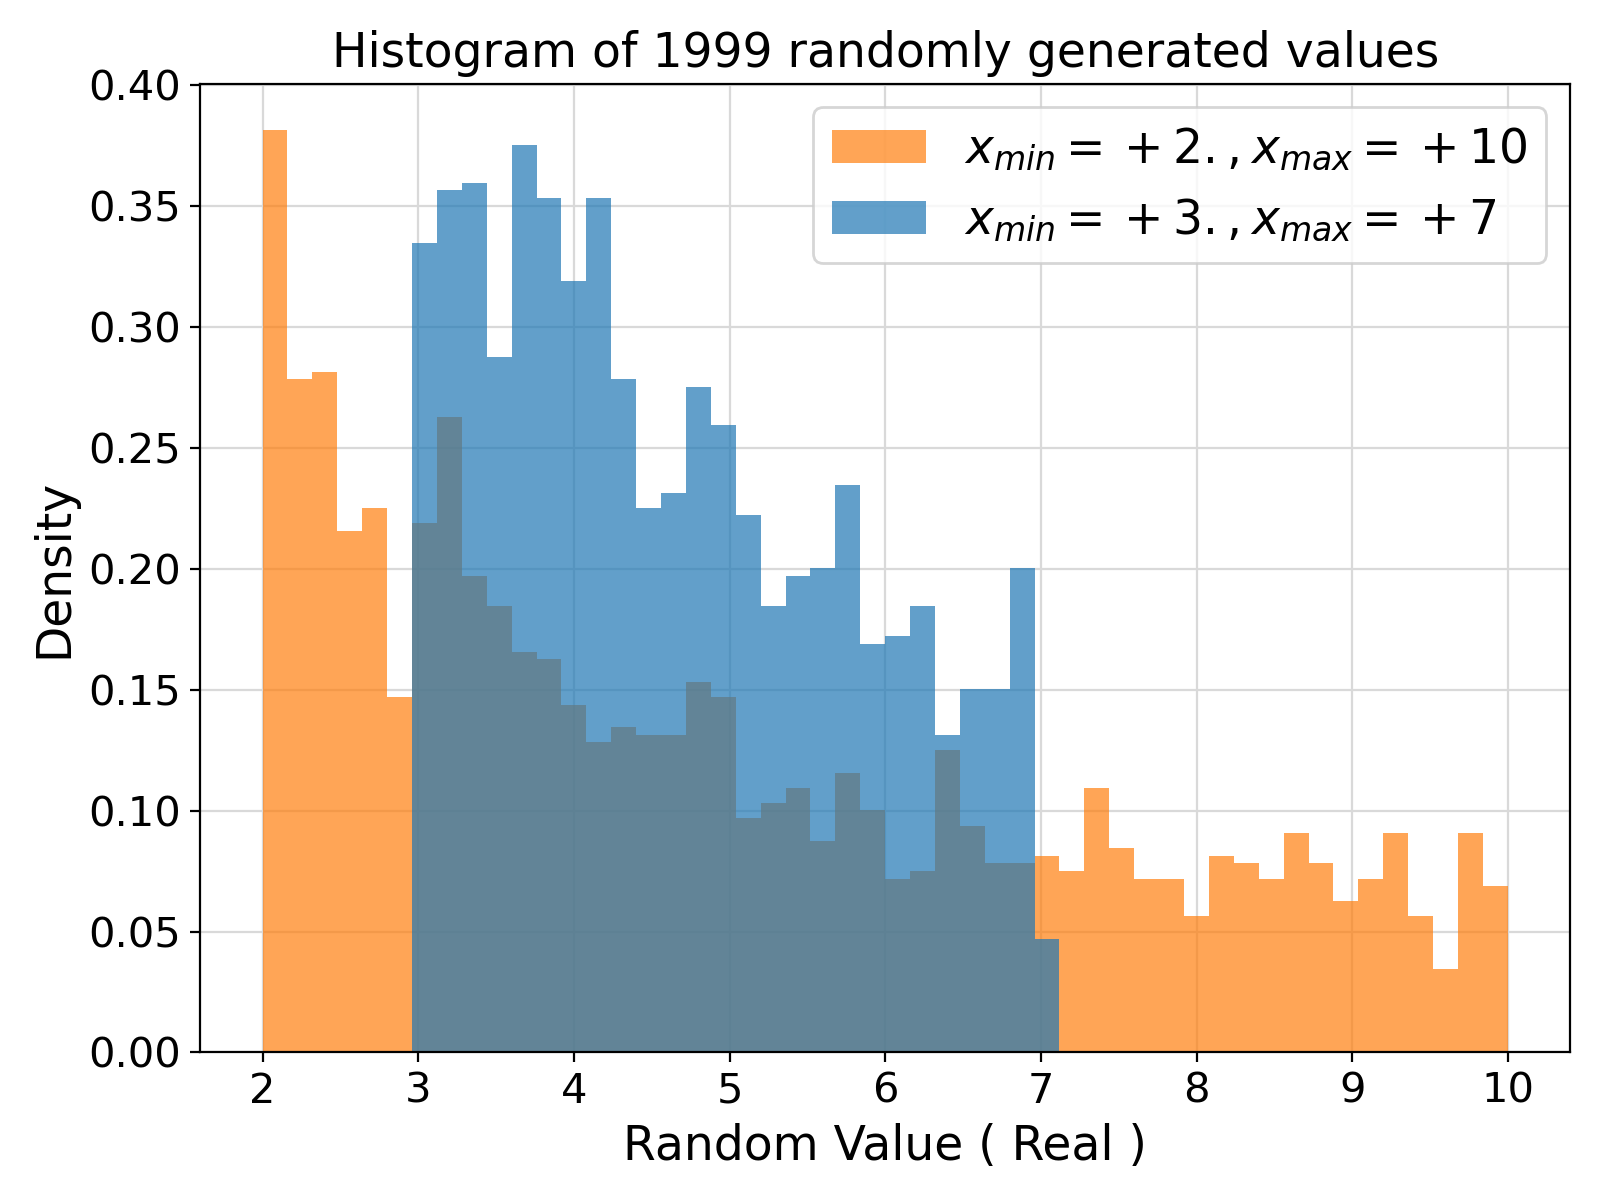 Histogram of 1999 randomly generated values
0.40
0.35
0.30
0.25
0.20
0.15
0.10
0.05
0.00
Density
x_min = +2., x_max = +10
x_min = +3., x_max = +7
2 3 4 5 6 7 8 9 10
Random Value ( Real )